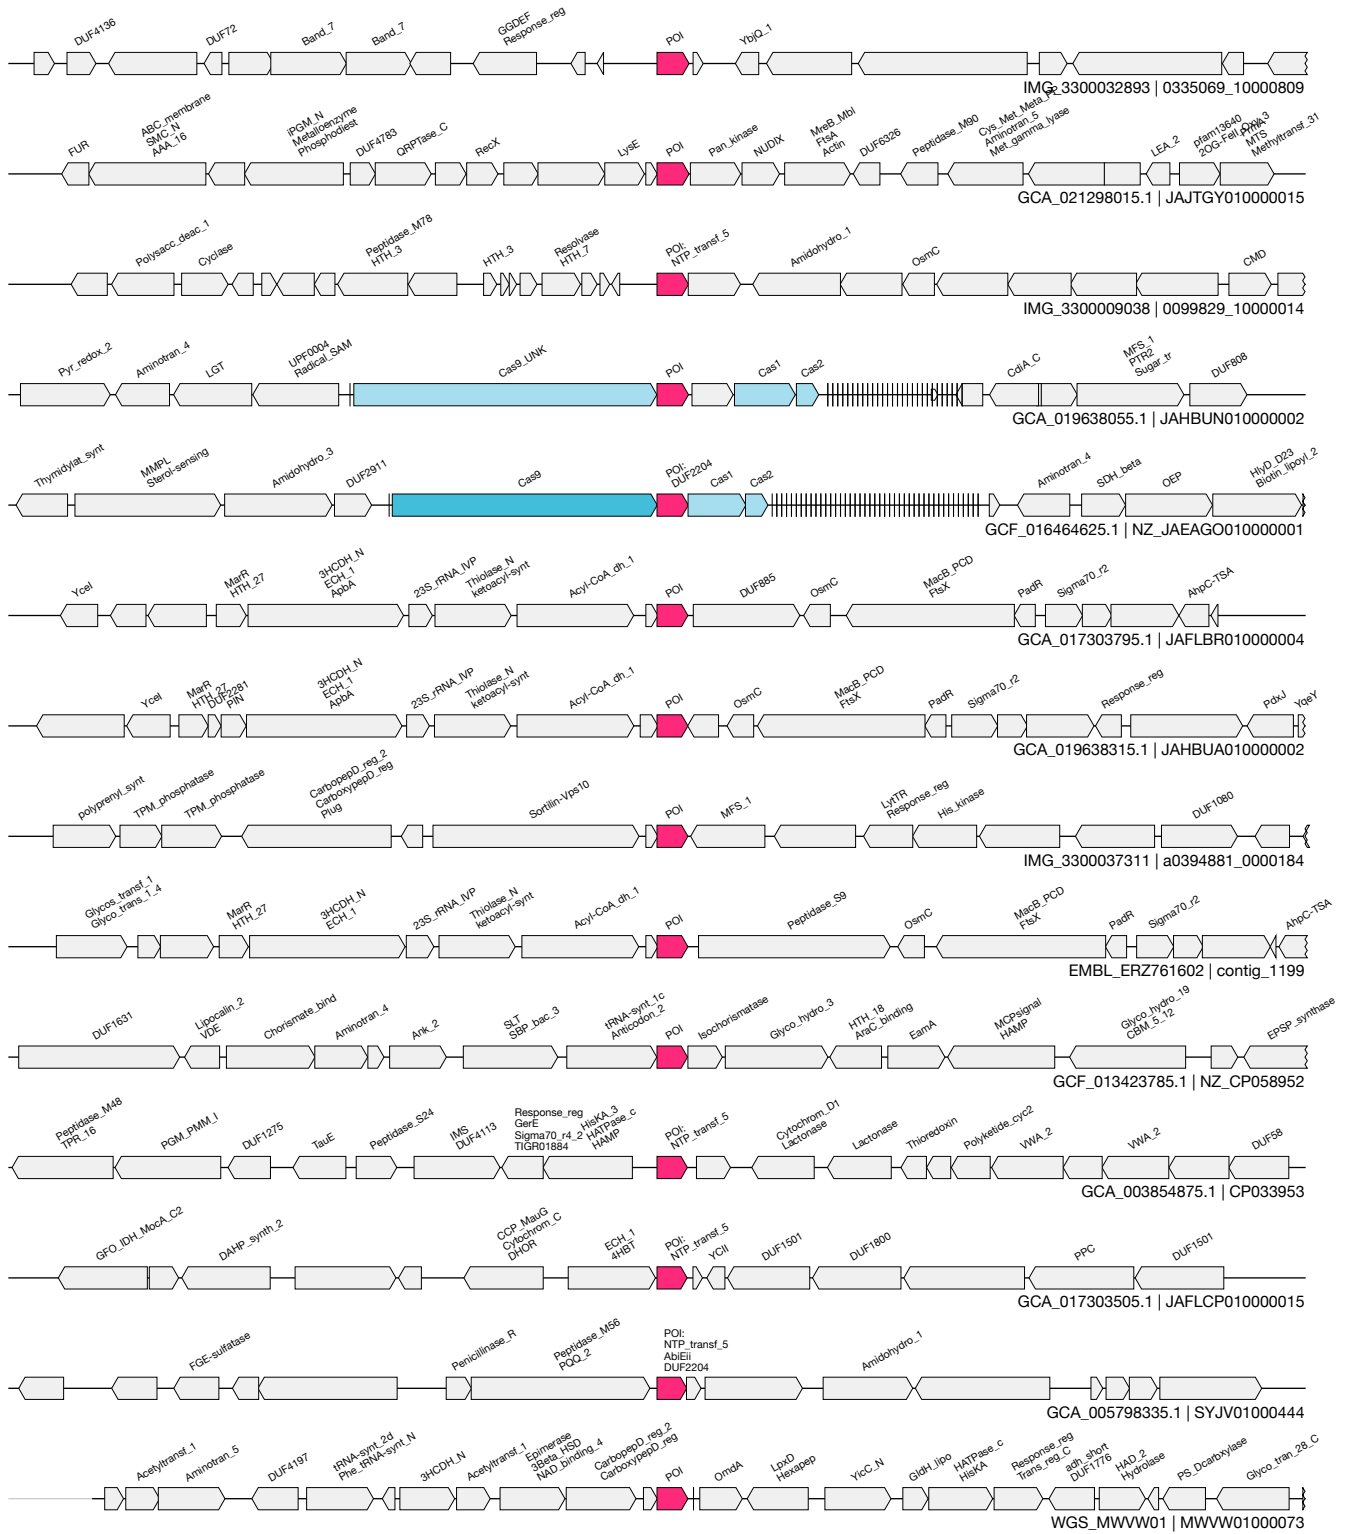 DUF4136
DUF72
Band_7
Band_7
GGDEF
Response_reg
POI
YbjQ_1
IMG_3300032893 | 0335069_10000809
FUR
ABC_membrane
SMC_N
AAA_16
iPGM_N
Metalloenzyme
Phosphodiest
DUF4783
QRPTase_C
RecX
LysE
POI
Pan_kinase
NUDIX
MreB_Mbl
FtsA
Actin
DUF6326
Peptidase_M90
Aminotran_5
Met_gamma_lyase
LEA_2
pfam13640
MTS
Methyltransf_31
GCA_021298015.1 | JAJTGY010000015
Polysacc_deac_1
Cyclase
Peptidase_M78
HTH_3
HTH_3
Resolvase
HTH_7
POI:
NTP_transf_5
Amidohydro_1
OsmC
CMD
IMG_3300009038 | 0099829_10000014
Pyr_redox_2
Aminotran_4
LGT
UPF0004
Radical_SAM
Cas9_UNK
POI
Cas1
Cas2
CdiA_C
MFS_1
PTR2
Sugar_tr
DUF808
GCA_019638055.1 | JAHBUN010000002
Thymidylat_synt
MMPL
Sterol-sensing
Amidohydro_3
DUF2911
Cas9
POI:
DUF2204
Cas1
Cas2
Aminotran_4
SDH_beta
OEP
HlyD_D23
Biotin_lipoyl_2
GCF_016464625.1 | NZ_JAEAGO010000001
YceI
MarR
HTH_27
3HCDH_N
ECH_1
ApbA
23S_rRNA_IVP
Thiolase_N
ketoacyl-synt
Acyl-CoA_dh_1
POI
DUF885
OsmC
MacB_PCD
FtsX
PadR
Sigma70_r2
AhpC-TSA
GCA_017303795.1 | JAFLBR010000004
YceI
MarR
HTH_27
DUF2281
PIN
3HCDH_N
ECH_1
ApbA
23S_rRNA_IVP
Thiolase_N
ketoacyl-synt
Acyl-CoA_dh_1
POI
OsmC
MacB_PCD
FtsX
PadR
Sigma70_r2
Response_reg
PdxJ
YqeY
GCA_019638315.1 | JAHBUA010000002
polyprenyl_synt
TPM_phosphatase
TPM_phosphatase
CarbopepD_reg_2
CarboxypepD_reg
Plug
Sortilin-Vps10
POI
MFS_1
LytTR
Response_reg
His_kinase
DUF1080
IMG_3300037311 | a0394881_0000184
Glycos_transf_1
Glyco_trans_1_4
MarR
HTH_27
3HCDH_N
ECH_1
23S_rRNA_IVP
Thiolase_N
ketoacyl-synt
Acyl-CoA_dh_1
POI
Peptidase_S9
OsmC
MacB_PCD
FtsX
PadR
Sigma70_r2
AhpC-TSA
EMBL_ERZ761602 | contig_1199
DUF1631
Lipocalin_2
VDE
Chorismate_bind
Aminotran_4
Ank_2
SLT
SBP_bac_3
tRNA-synt_1c
Anticodon_2
POI
Isochorismatase
Glyco_hydro_3
HTH_18
AraC_binding
EamA
MCPsignal
HAMP
Glyco_hydro_19
CBM_5_12
EPSP_synthase
GCF_013423785.1 | NZ_CP058952
Peptidase_M48
TPR_16
PGM_PMM_I
DUF1275
TauE
Peptidase_S24
IMS
DUF4113
Response_reg
GerE
Sigma70_r4_2
TIGR01884
HisKA_3
HATPase_c
HAMP
POI:
NTP_transf_5
Cytochrom_D1
Lactonase
Lactonase
Thioredoxin
Polyketide_cyc2
VWA_2
VWA_2
DUF58
GCA_003854875.1 | CP033953
GFO_IDH_MocA_C2
DAHP_synth_2
CCP_MauG
Cytochrom_C
DHOR
ECH_1
4HBT
POI:
NTP_transf_5
YCII
DUF1501
DUF1800
PPC
DUF1501
GCA_017303505.1 | JAFLCP010000015
FGE-sulfatase
Penicillinase_R
Peptidase_M56
PQQ_2
POI:
NTP_transf_5
AbiEii
DUF2204
Amidohydro_1
GCA_005798335.1 | SYJV01000444
Acetyltransf_1
Aminotran_5
DUF4197
tRNA-synt_2d
Phe_tRNA-synt_N
3HCDH_N
Acetyltransf_1
Epimerase
3Beta_HSD
NAD_binding_4
CarbopepD_reg_2
CarboxypepD_reg
POI
OmdA
LpxD
Hexapep
YicC_N
GldH_lipo
HATPase_c
HisKA
Response_reg
Trans_reg_C
adh_short
DUF1776
HAD_2
Hydrolase
PS_Dcarbxylase
Glyco_tran_28_C
WGS_MWVW01 | MWVW01000073